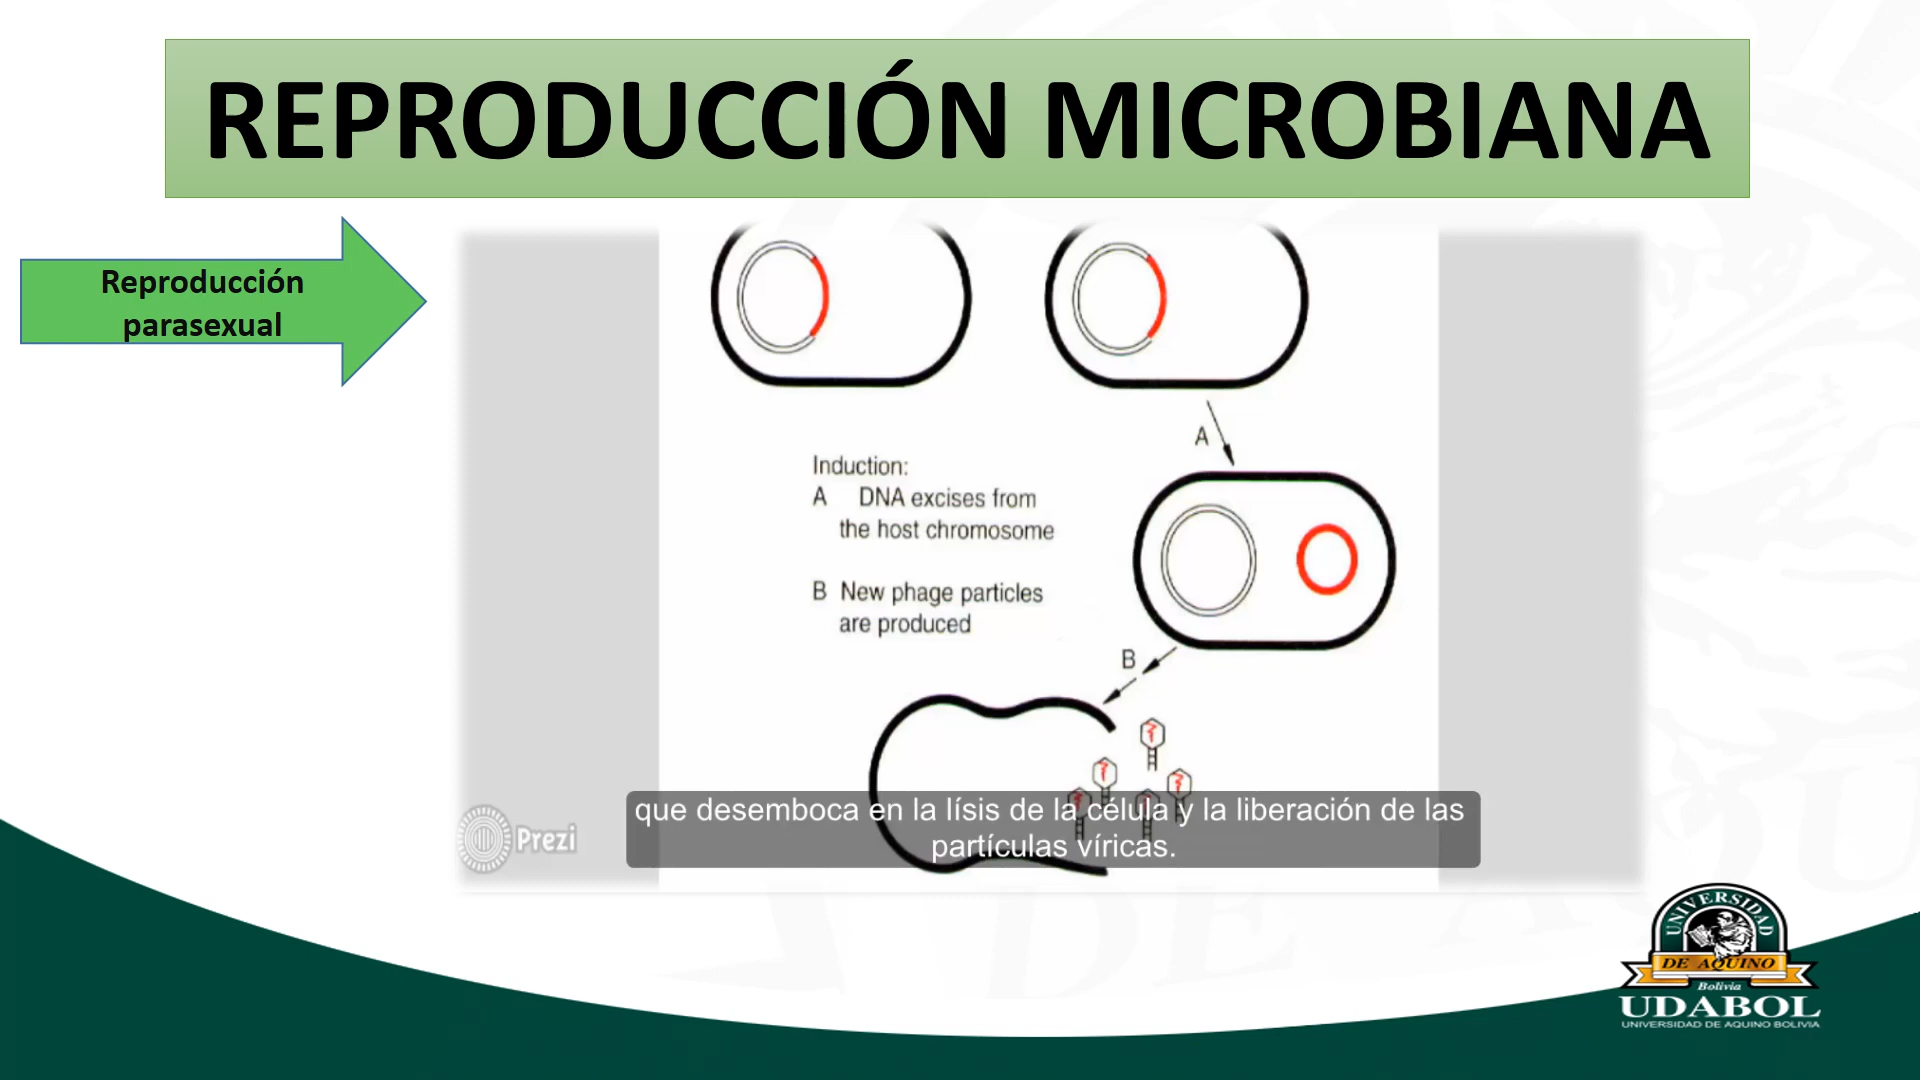 REPRODUCCIÓN MICROBIANA
Reproducción
parasexual
A
Induction:
A DNA excises from
the host chromosome
B New phage particles
are produced
B
que desemboca en la lísis de la célula y la liberación de las
partículas víricas.
Prezi
UNIVERSIDAD
DE AQUINO
Bolivia
UDABOL
UNIVERSIDAD DE AQUINO BOLIVIA
DE AQU